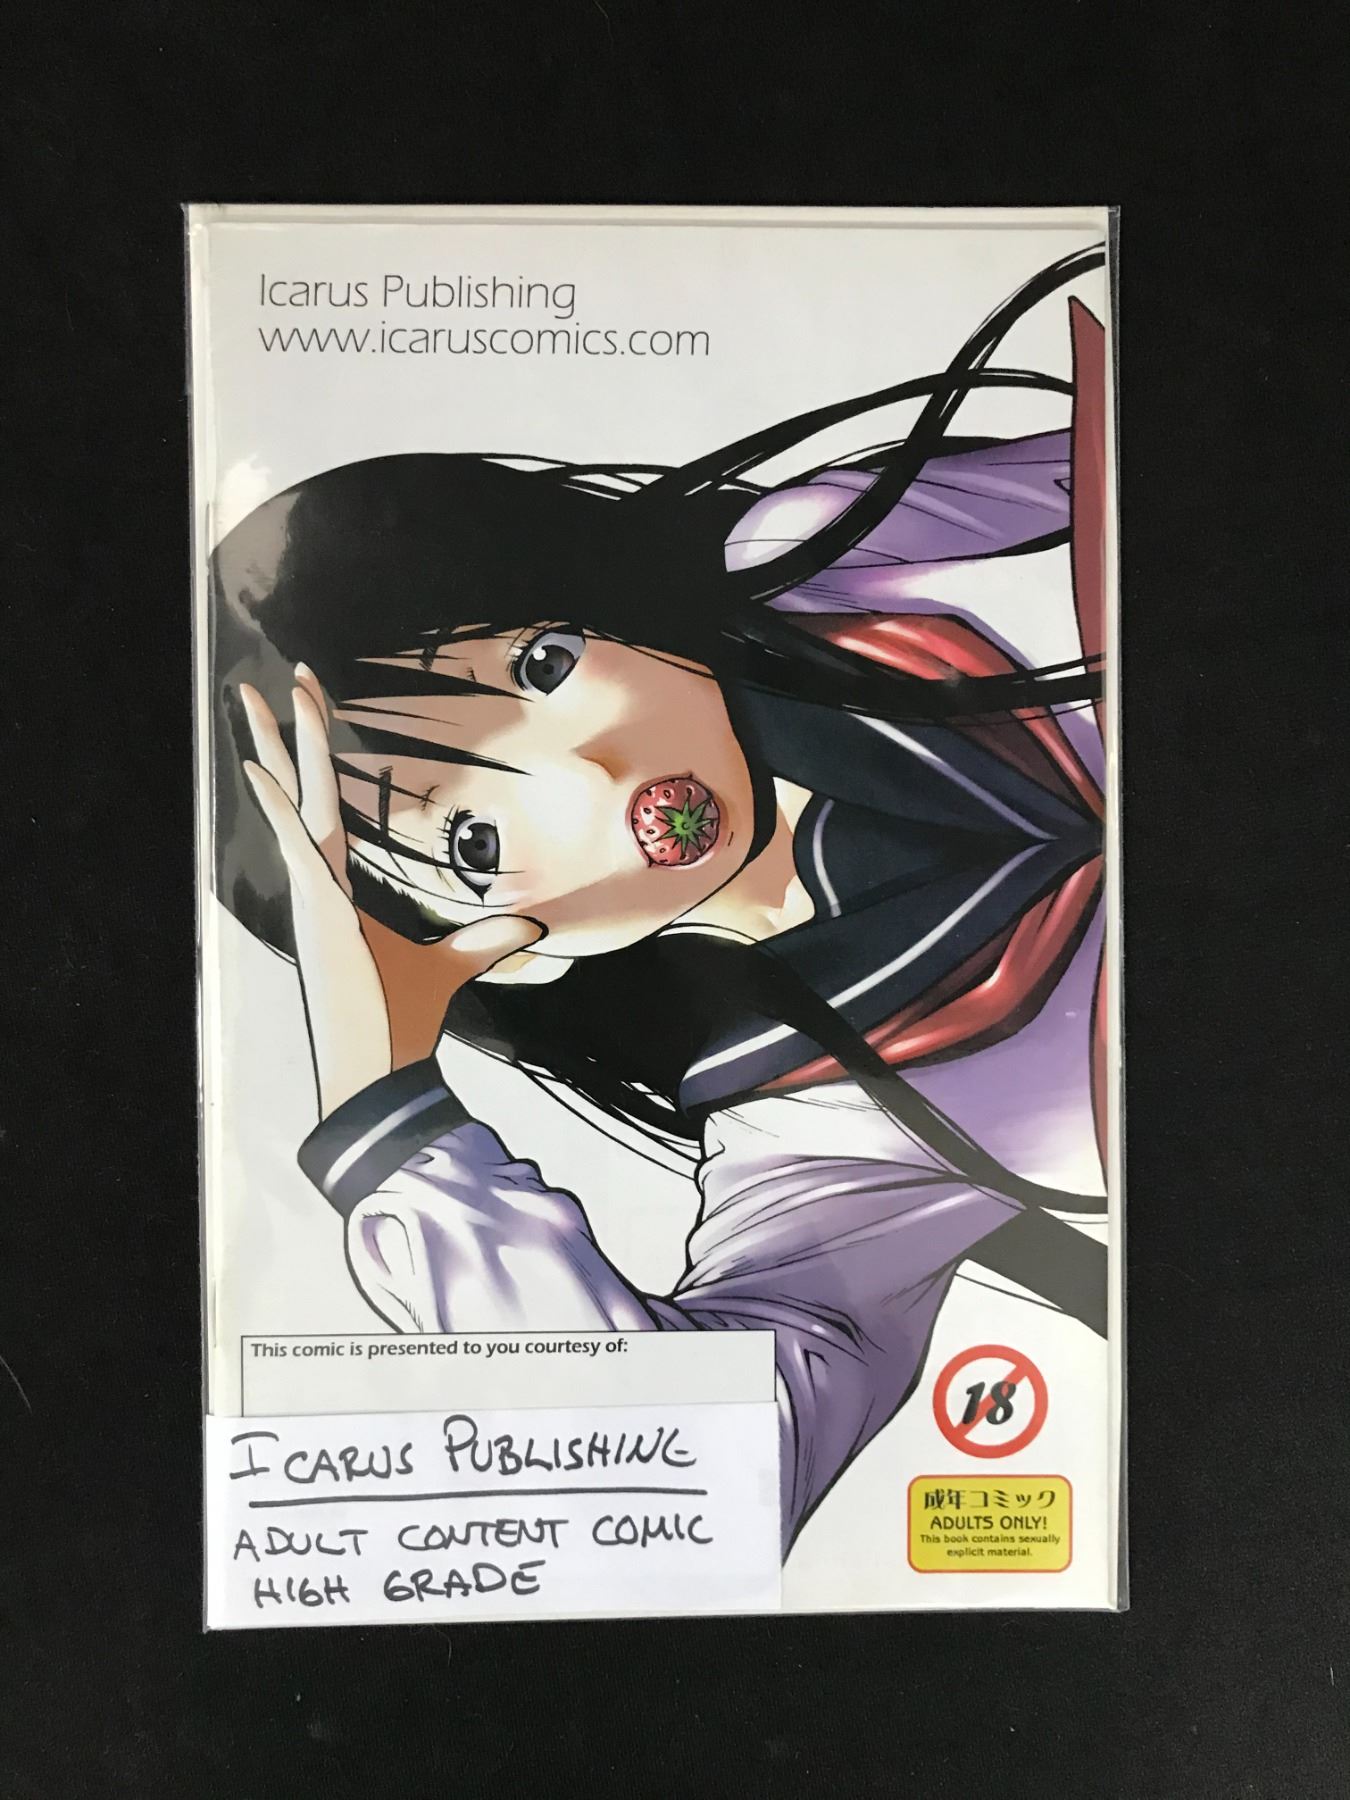 Icarus Publishing
www.icaruscomics.com
This comic is presented to you courtesy of:
ICARUS PUBLISHING
ADULT CONTENT COMIC
HIGH GRADE
18
成年コミック
ADULTS ONLY!
This book contains sexually
explicit material.